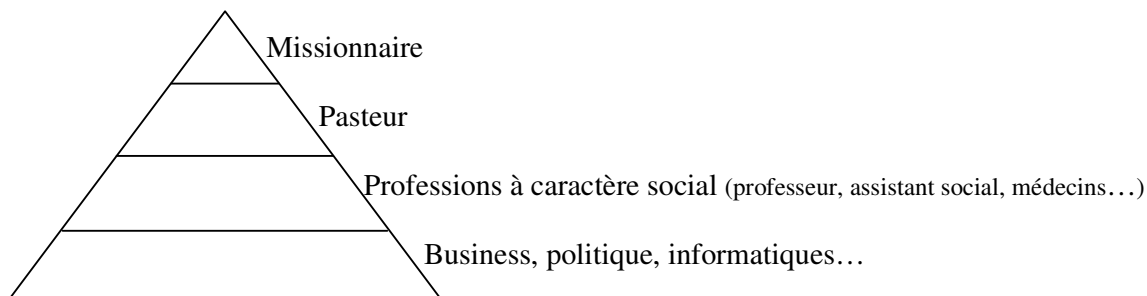 Missionnaire
Pasteur
Professions à caractère social (professeur, assistant social, médecins…)
Business, politique, informatiques…